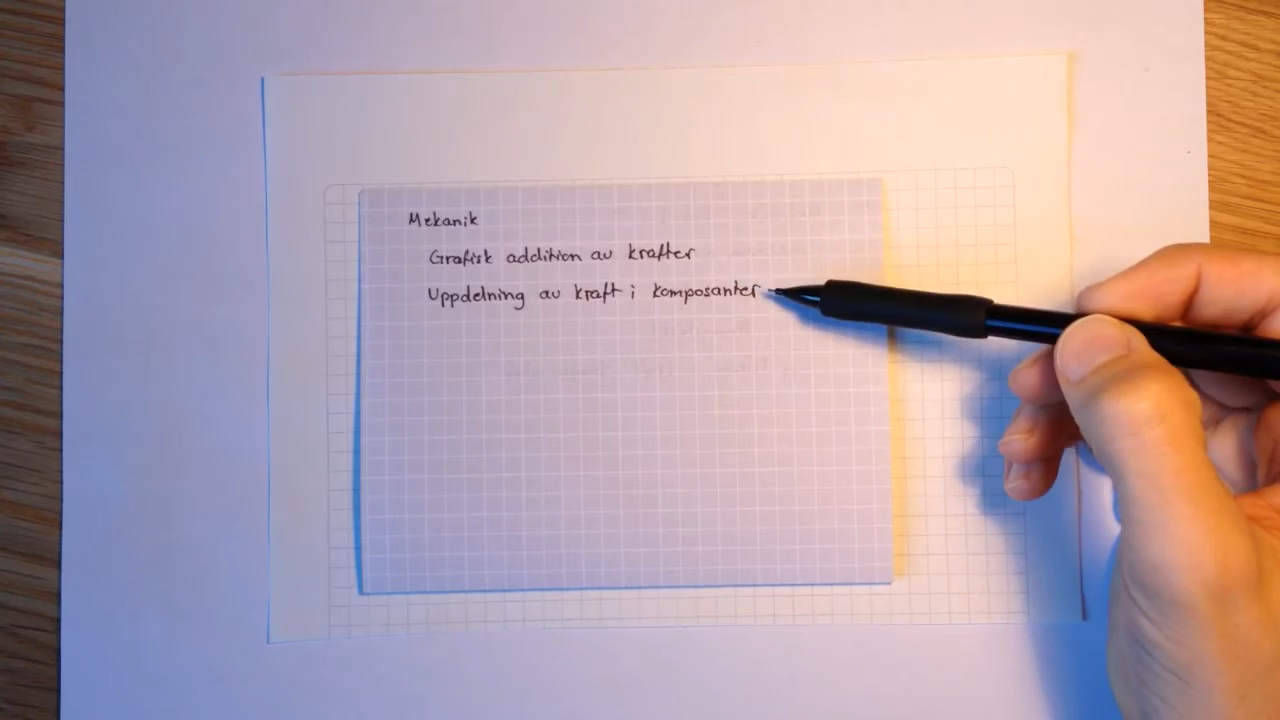 Mekanik
Grafisk addition av krafter
Uppdelning av kraft i komposanter